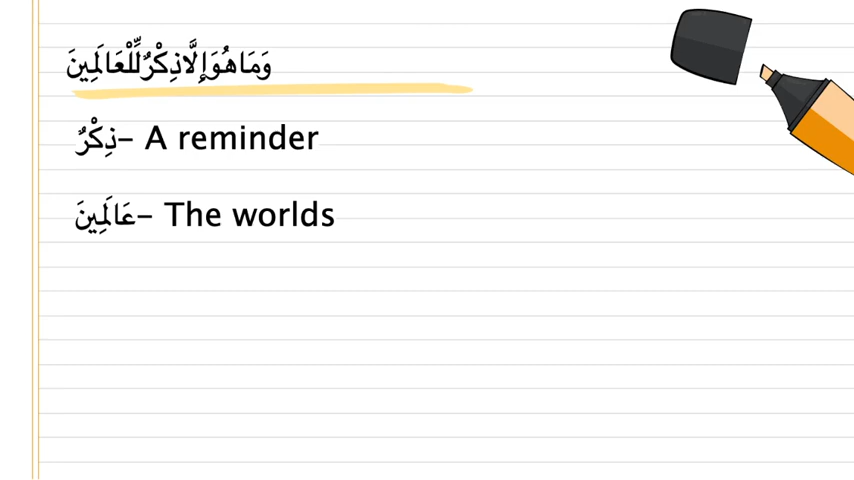 وَمَا هُوَ إِلَّا ذِكْرٌ لِّلْعَالَمِينَ
ذِكْرٌ – A reminder
عَالَمِينَ – The worlds